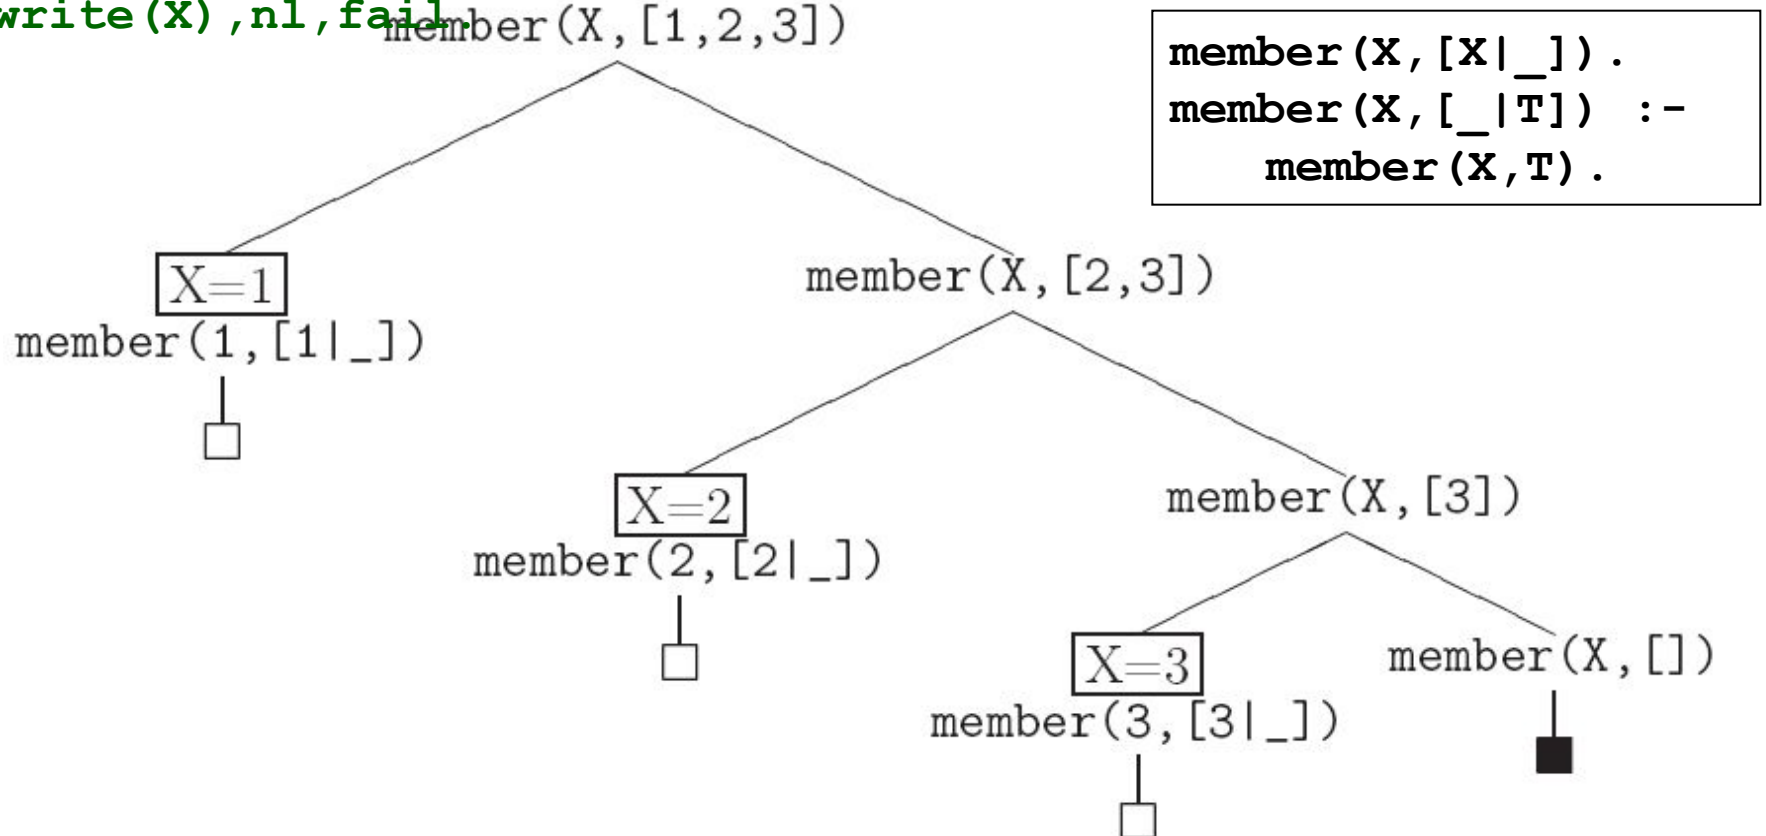 write(X),nl,fail.
member(X,[1,2,3])
member(X,[X|_]).
member(X,[_|T]) :-
member(X,T).
X=1
member(X,[2,3])
member(1,[1|_])
X=2
member(X,[3])
member(2,[2|_])
X=3
member(X,[])
member(3,[3|_])